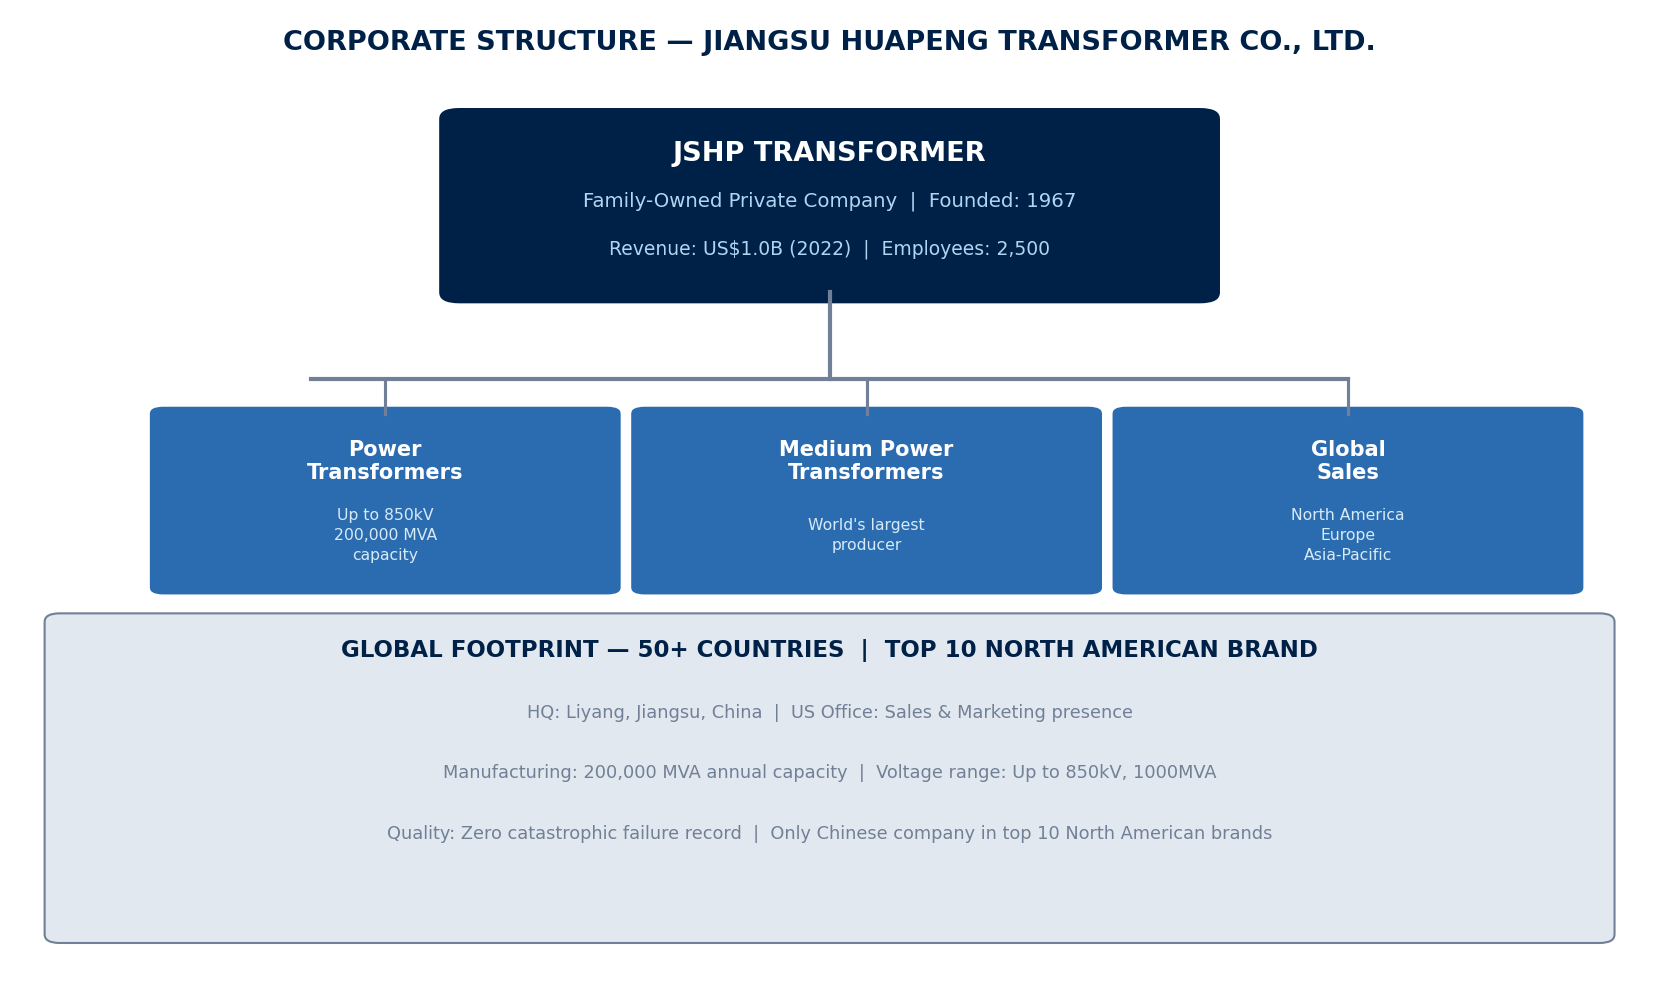 CORPORATE STRUCTURE — JIANGSU HUAPENG TRANSFORMER CO., LTD.
JSHP TRANSFORMER
Family-Owned Private Company | Founded: 1967
Revenue: US$1.0B (2022) | Employees: 2,500
Power
Transformers
Up to 850kV
200,000 MVA
capacity
Medium Power
Transformers
World's largest
producer
Global
Sales
North America
Europe
Asia-Pacific
GLOBAL FOOTPRINT — 50+ COUNTRIES | TOP 10 NORTH AMERICAN BRAND
HQ: Liyang, Jiangsu, China | US Office: Sales & Marketing presence
Manufacturing: 200,000 MVA annual capacity | Voltage range: Up to 850kV, 1000MVA
Quality: Zero catastrophic failure record | Only Chinese company in top 10 North American brands